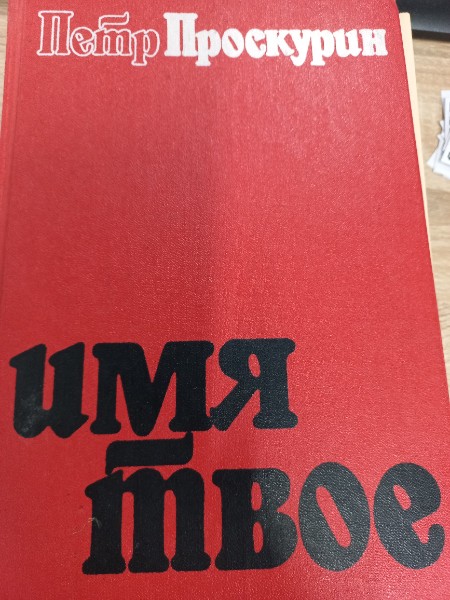 Петр Проскурин
имя
твое